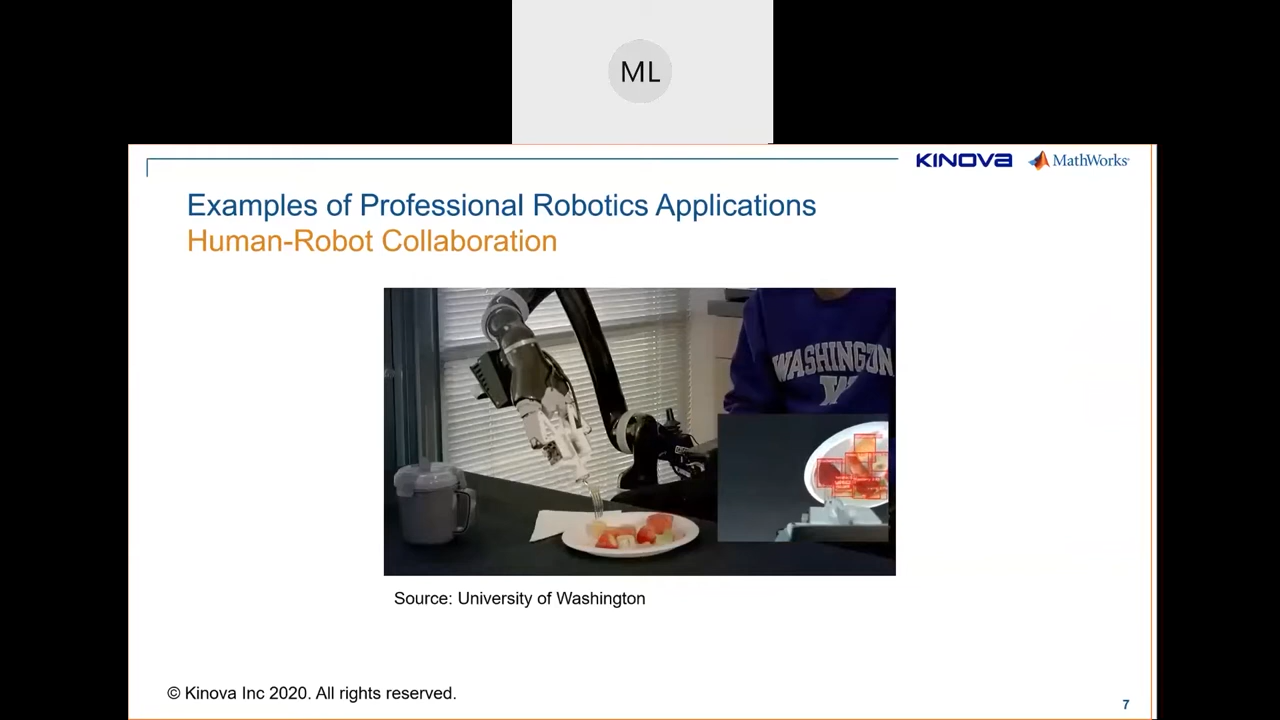 ML
KINOVA MathWorks
Examples of Professional Robotics Applications
Human-Robot Collaboration
WASHINGTON
W
Source: University of Washington
© Kinova Inc 2020. All rights reserved.
7